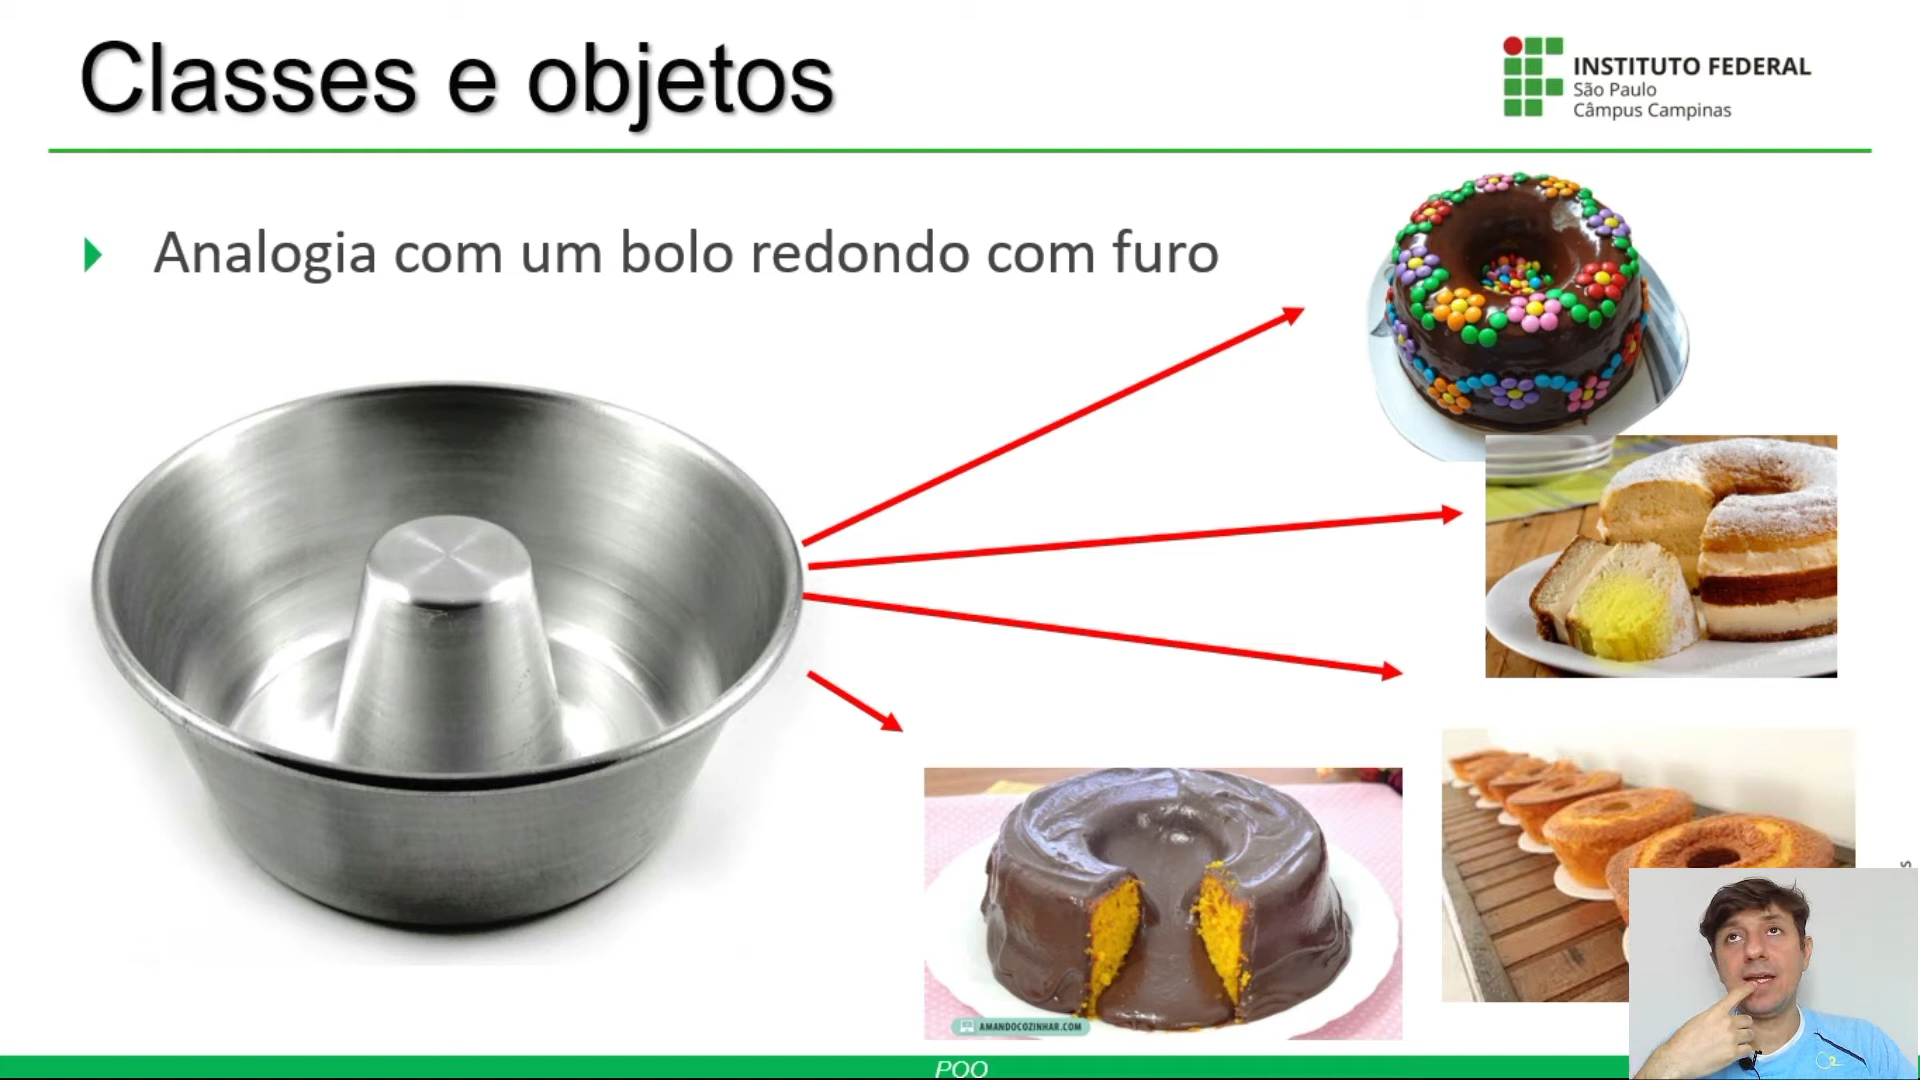 Classes e objetos
INSTITUTO FEDERAL
São Paulo
Câmpus Campinas
Analogia com um bolo redondo com furo
AMANDOCOZINHAR.COM
s
POO